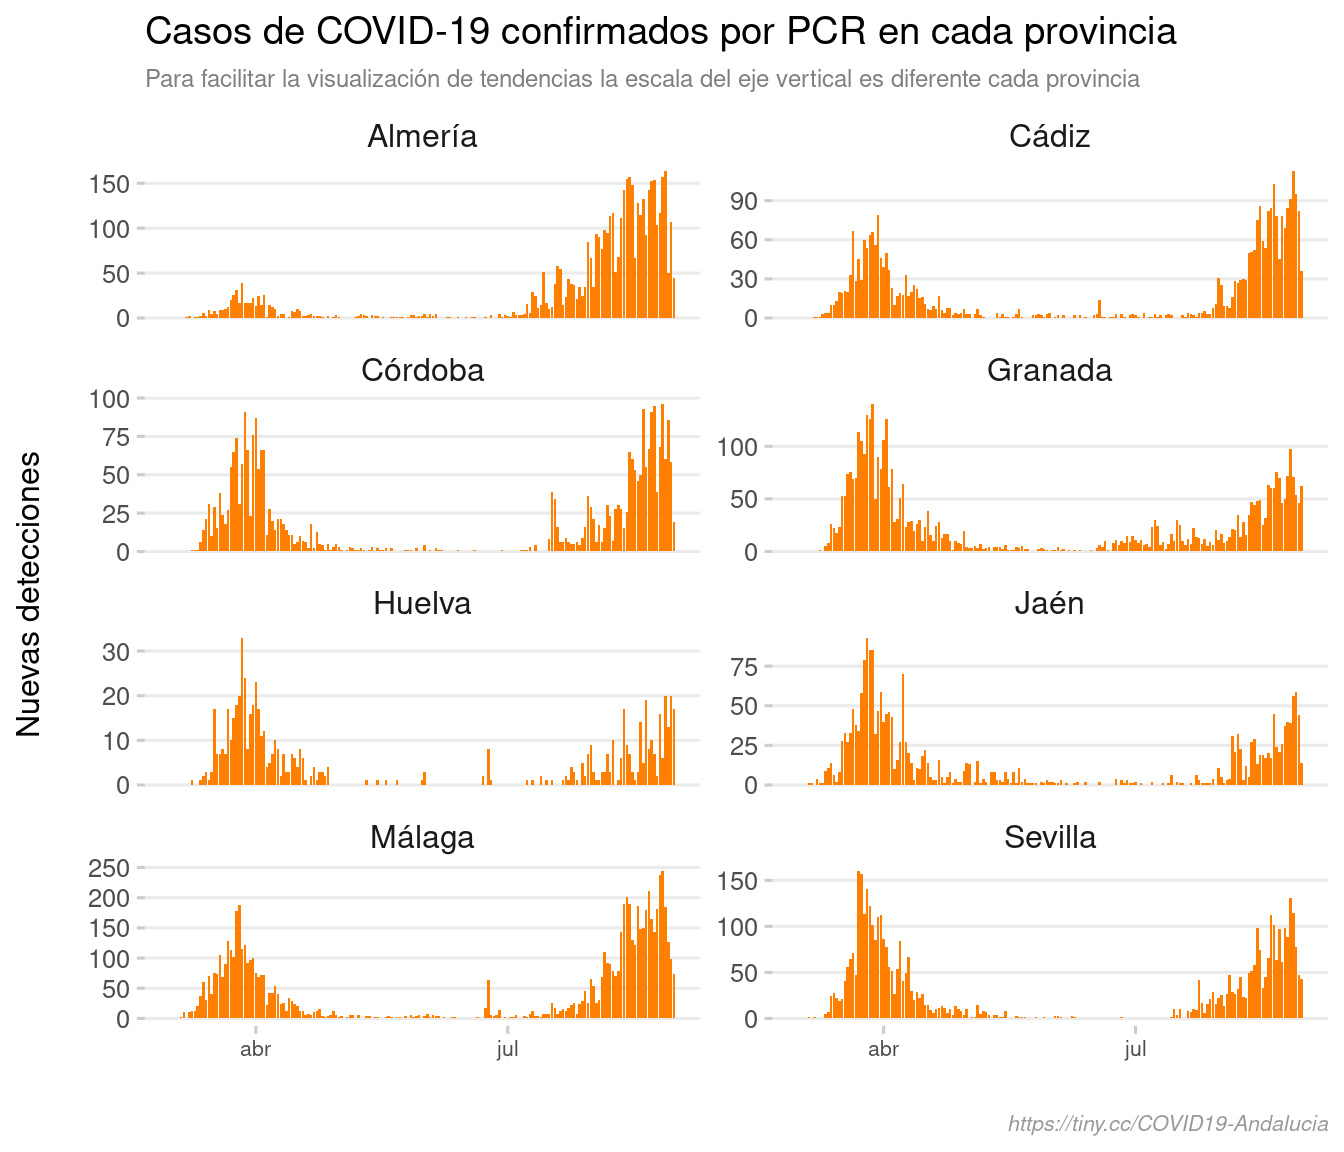 Casos de COVID-19 confirmados por PCR en cada provincia
Para facilitar la visualización de tendencias la escala del eje vertical es diferente cada provincia
Nuevas detecciones
Almería
150
100
50
0
Cádiz
90
60
30
0
Córdoba
100
75
50
25
0
Granada
100
50
0
Huelva
30
20
10
0
Jaén
75
50
25
0
Málaga
250
200
150
100
50
0
abr jul
Sevilla
150
100
50
0
abr jul
https://tiny.cc/COVID19-Andalucia